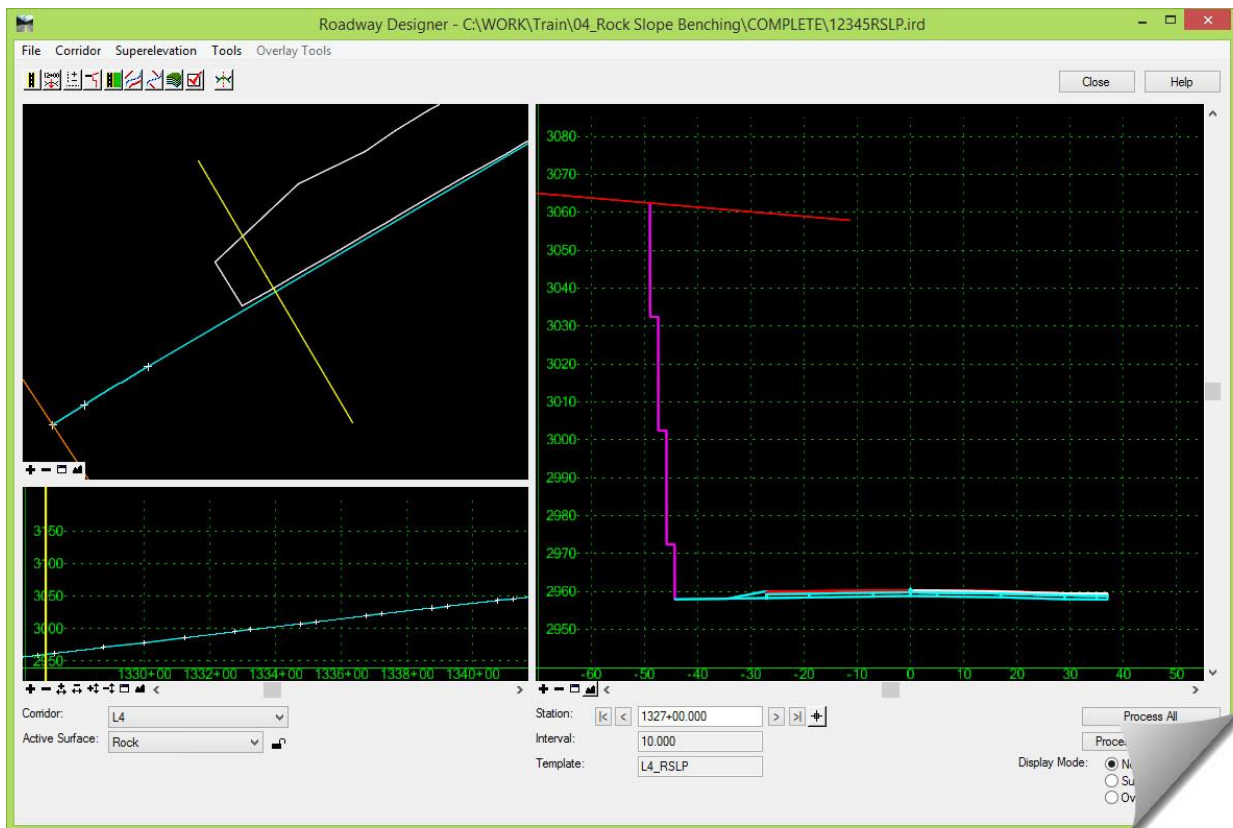 Roadway Designer - C:\WORK\Train\04_Rock Slope Benching\COMPLETE\12345RSLP.ird
File Corridor Superelevation Tools Overlay Tools
Close Help
3080
3070
3060
3050
3040
3030
3020
3010
3000
2990
2980
2970
2960
2950
-60 -50 -40 -30 -20 -10 0 10 20 30 40 50
3150
3100
3050
3000
2950
1330+00 1332+00 1334+00 1336+00 1338+00 1340+00
Corridor: L4
Active Surface: Rock
Station: 1327+00.000
Interval: 10.000
Template: L4_RSLP
Process All
Display Mode: